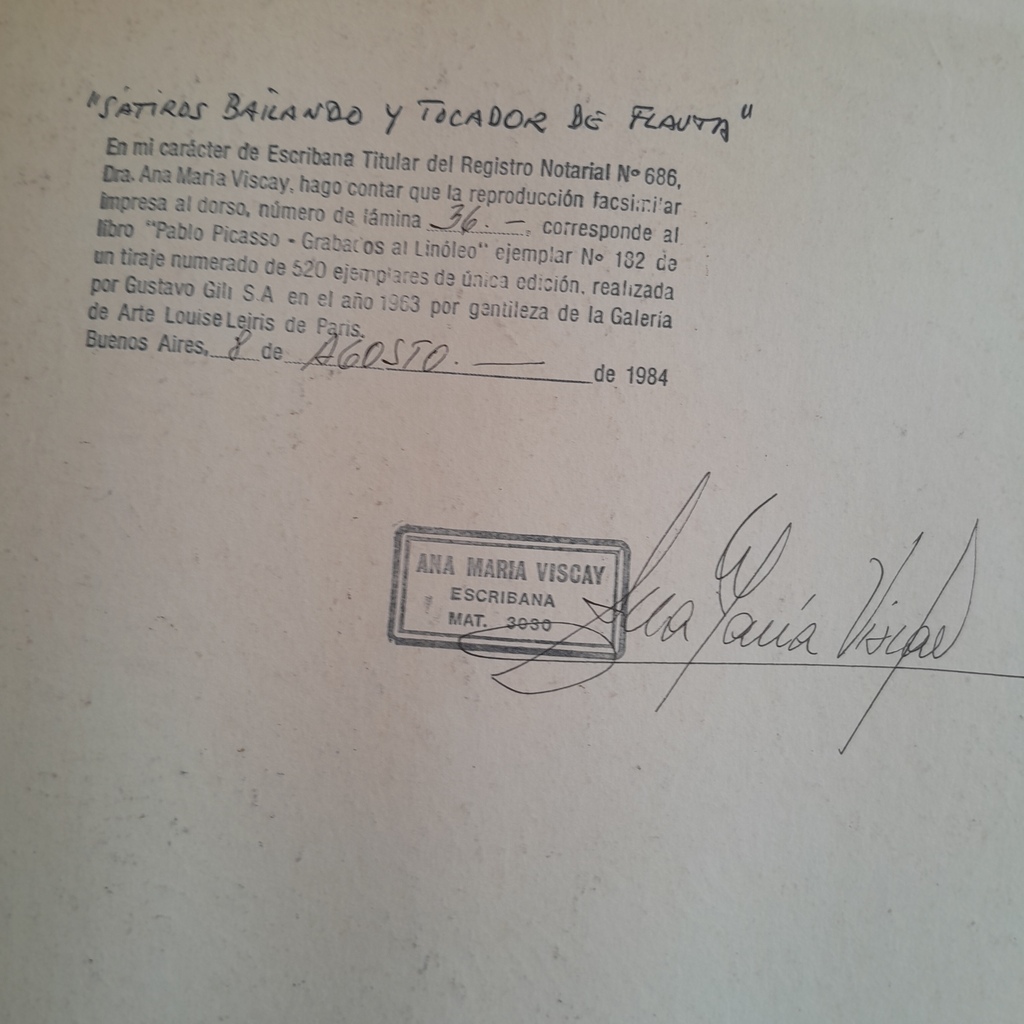 "SÁTIROS BAILANDO Y TOCADOR DE FLAUTA"
En mi carácter de Escribana Titular del Registro Notarial Nº 686,
Dra. Ana Maria Viscay, hago contar que la reproducción facsimilar
impresa al dorso, número de lámina 36.—, corresponde al
libro "Pablo Picasso - Grabados al Linóleo" ejemplar Nº 182 de
un tiraje numerado de 520 ejemplares de única edición, realizada
por Gustavo Gili S.A en el año 1963 por gentileza de la Galería
de Arte Louise Leiris de Paris.
Buenos Aires, 8 de AGOSTO.— de 1984
ANA MARIA VISCAY
ESCRIBANA
MAT. 3030
Ana María Viscay